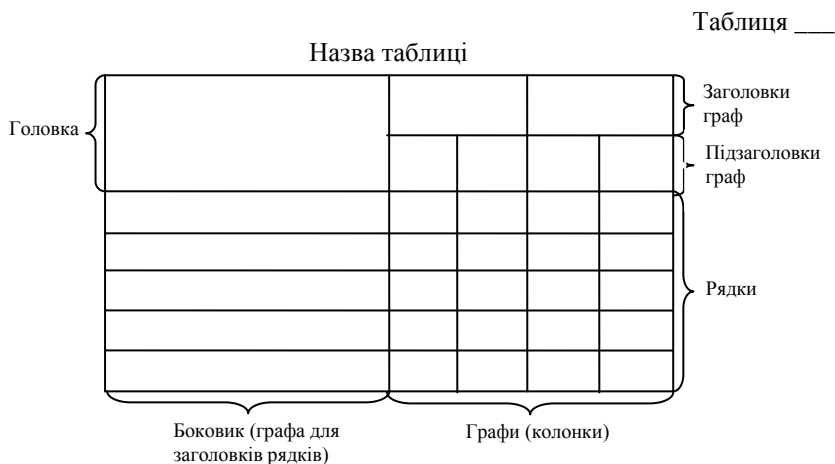 Таблиця ___
Назва таблиці
Заголовки
граф
Головка
Підзаголовки
граф
Рядки
Боковик (графа для
заголовків рядків)
Графи (колонки)